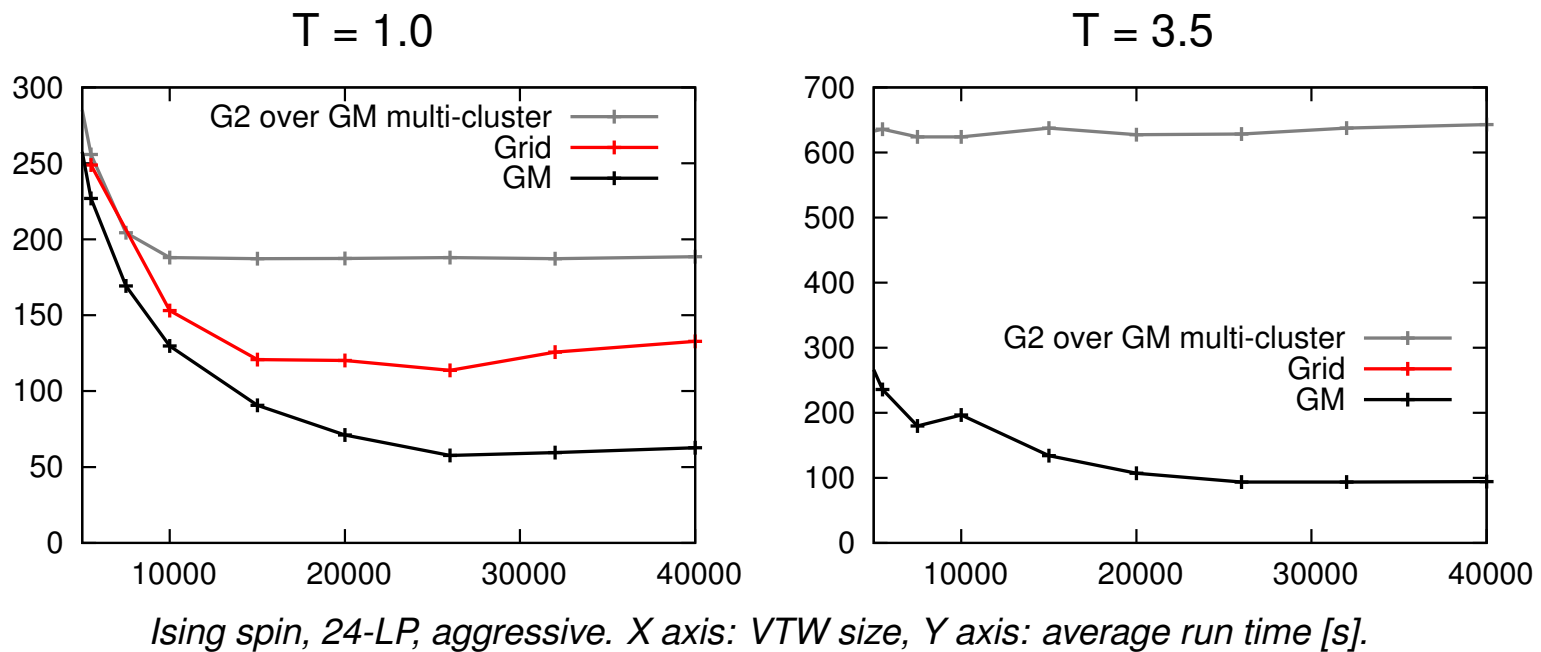 T = 1.0
300
250
200
150
100
50
0
10000 20000 30000 40000
G2 over GM multi-cluster
Grid
GM
T = 3.5
700
600
500
400
300
200
100
0
10000 20000 30000 40000
G2 over GM multi-cluster
Grid
GM
Ising spin, 24-LP, aggressive. X axis: VTW size, Y axis: average run time [s].